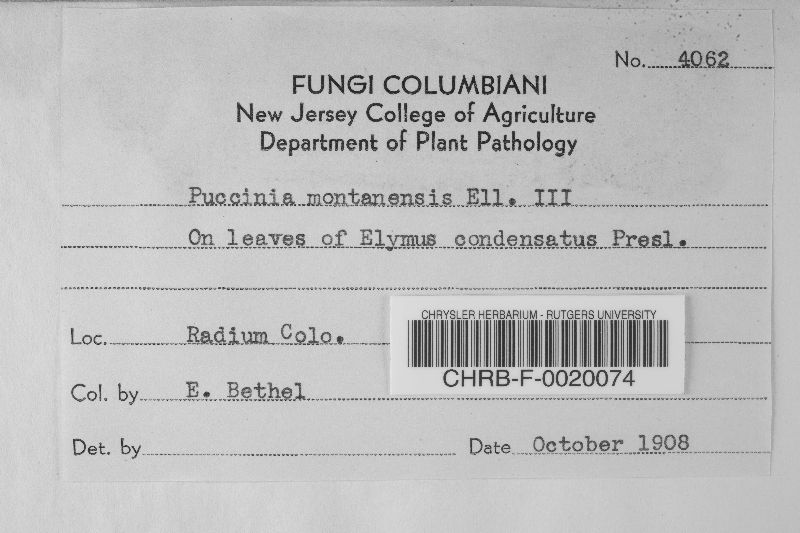 No. 4062
FUNGI COLUMBIANI
New Jersey College of Agriculture
Department of Plant Pathology
Puccinia montanensis Ell. III
On leaves of Elymus condensatus Presl.
Loc. Radium Colo.
CHRYSLER HERBARIUM - RUTGERS UNIVERSITY
CHRB-F-0020074
Col. by E. Bethel
Det. by
Date October 1908